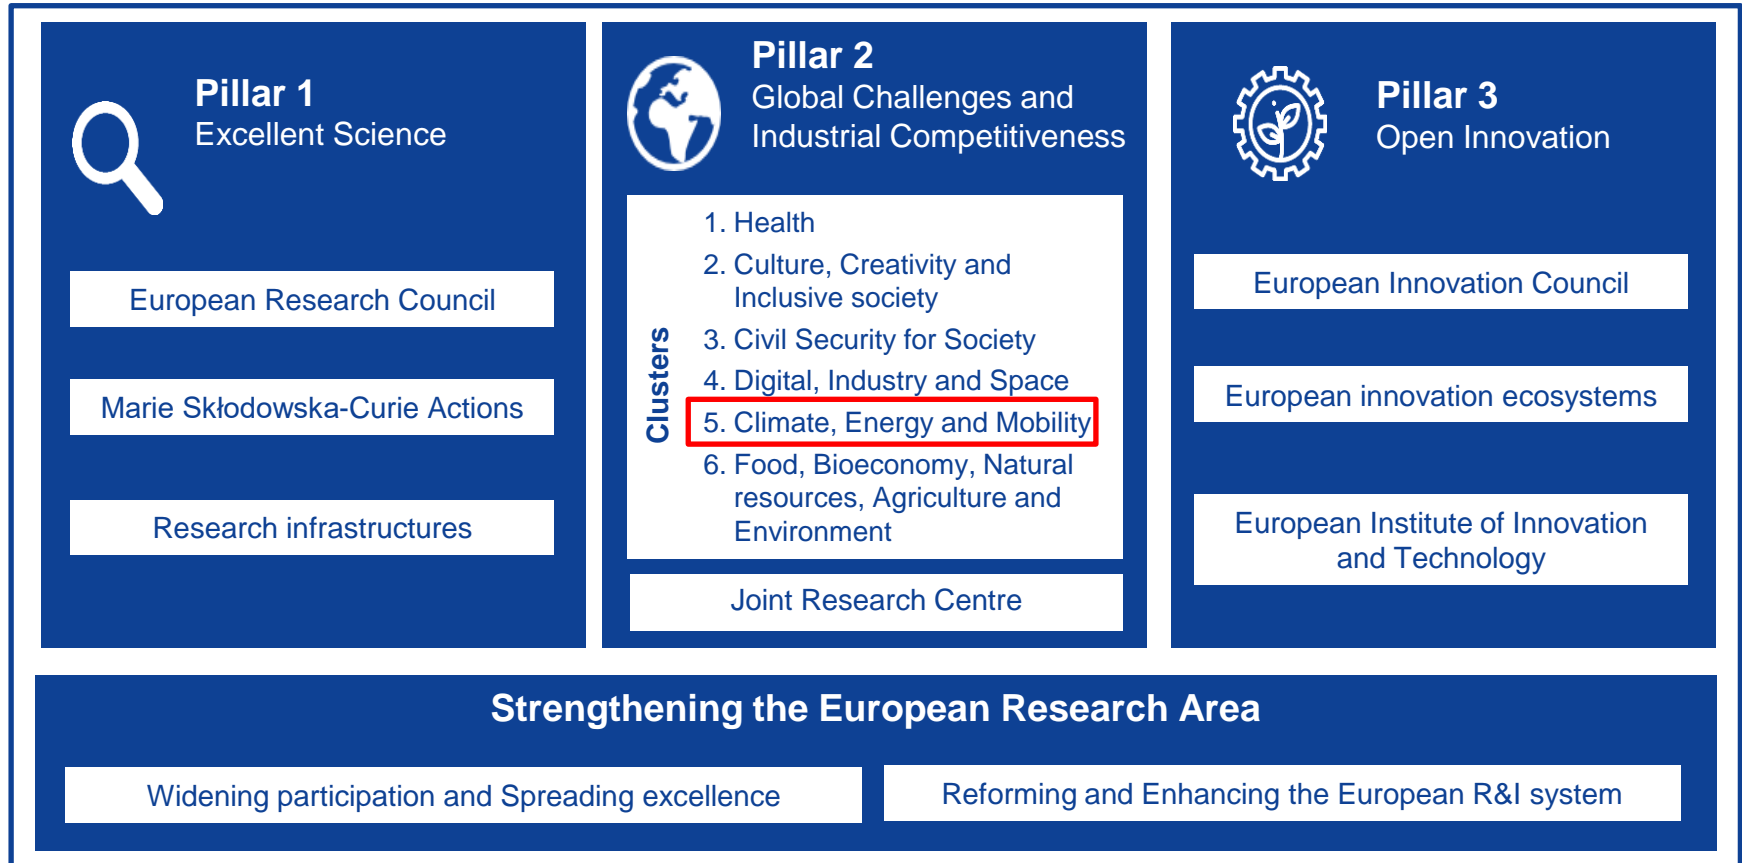 Pillar 1
Excellent Science
European Research Council
Marie Skłodowska-Curie Actions
Research infrastructures
Pillar 2
Global Challenges and
Industrial Competitiveness
Clusters
1. Health
2. Culture, Creativity and
Inclusive society
3. Civil Security for Society
4. Digital, Industry and Space
5. Climate, Energy and Mobility
6. Food, Bioeconomy, Natural
resources, Agriculture and
Environment
Joint Research Centre
Pillar 3
Open Innovation
European Innovation Council
European innovation ecosystems
European Institute of Innovation
and Technology
Strengthening the European Research Area
Widening participation and Spreading excellence
Reforming and Enhancing the European R&I system